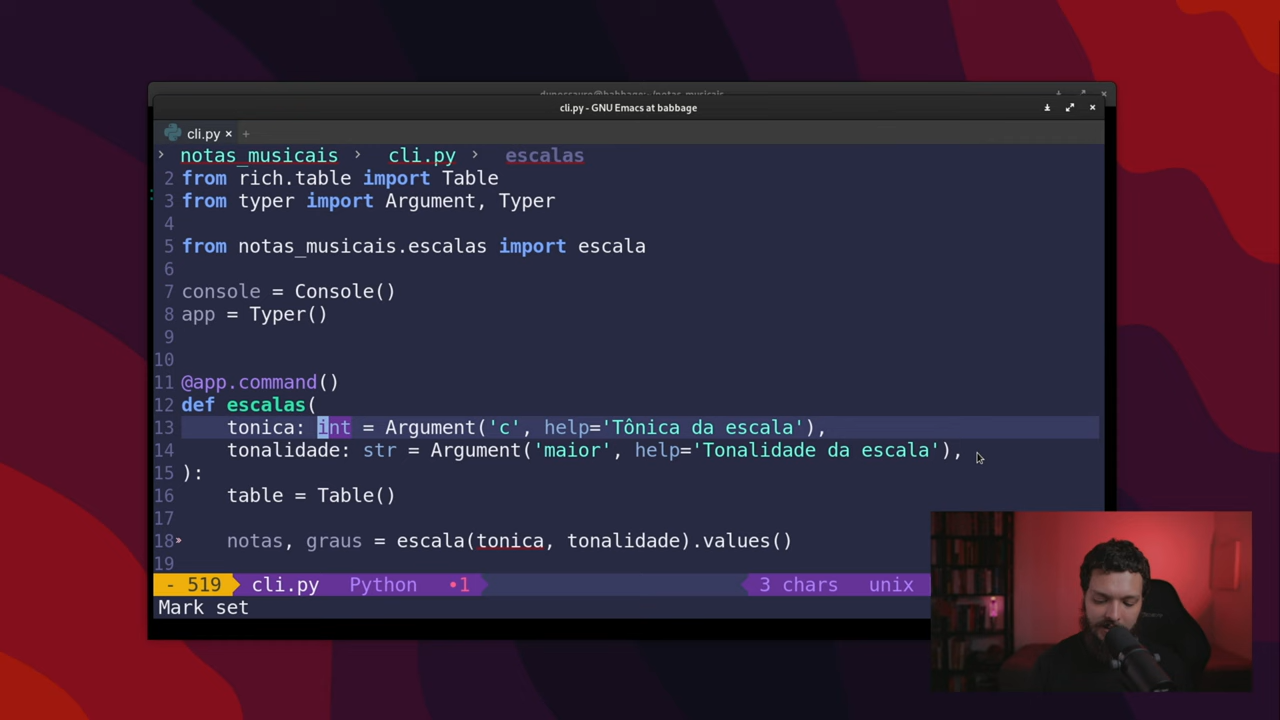 cli.py - GNU Emacs at babbage
cli.py × +
› notas_musicais › cli.py › escalas
2 from rich.table import Table
3 from typer import Argument, Typer
4
5 from notas_musicais.escalas import escala
6
7 console = Console()
8 app = Typer()
9
10
11 @app.command()
12 def escalas(
13 tonica: int = Argument('c', help='Tônica da escala'),
14 tonalidade: str = Argument('maior', help='Tonalidade da escala'),
15 ):
16 table = Table()
17
18» notas, graus = escala(tonica, tonalidade).values()
19
- 519 cli.py Python •1 3 chars unix
Mark set